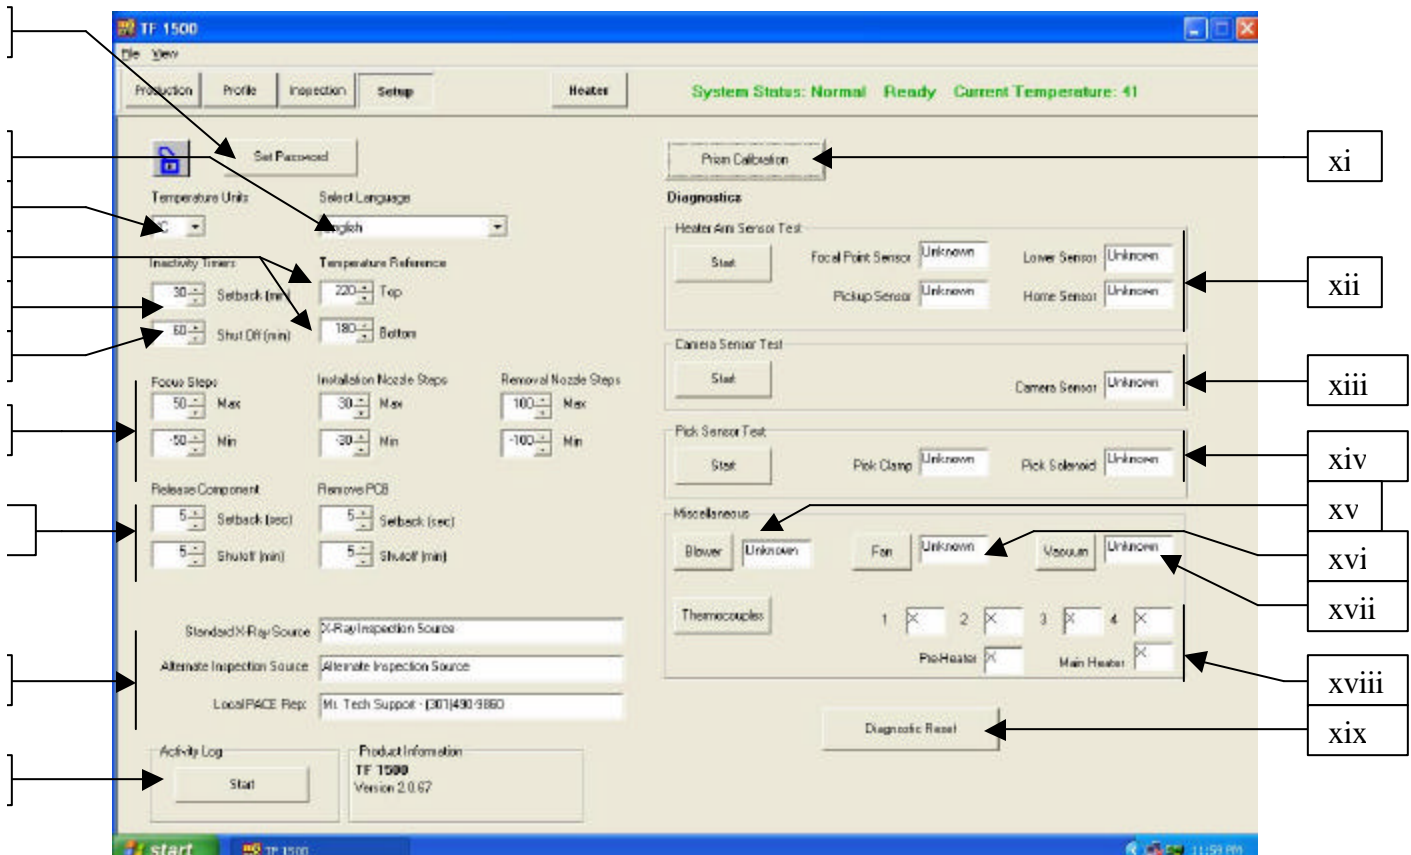 TF 1500
File View
Production Profile Inspection Setup Heater System Status: Normal Ready Current Temperature: 41
Set Password
Prism Calibration
xi
Temperature Units Select Language
°C English
Diagnostics
Inactivity Timers Temperature Reference
30 Setback (min) 220 Top
60 Shut Off (min) 180 Bottom
Heater Arm Sensor Test
Start Focal Point Sensor Unknown Lower Sensor Unknown
Pickup Sensor Unknown Home Sensor Unknown
xii
Focus Steps Installation Nozzle Steps Removal Nozzle Steps
50 Max 30 Max 100 Max
-50 Min -30 Min -100 Min
Camera Sensor Test
Start Camera Sensor Unknown
xiii
Pick Sensor Test
Start Pick Clamp Unknown Pick Solenoid Unknown
xiv
Release Component Remove PCB
5 Setback (sec) 5 Setback (sec)
5 Shutoff (min) 5 Shutoff (min)
Miscellaneous
Blower Unknown Fan Unknown Vacuum Unknown
xv
xvi
xvii
Thermocouples 1 X 2 X 3 X 4 X
Pre-Heater X Main Heater X
xviii
Standard X-Ray Source X-Ray Inspection Source
Alternate Inspection Source Alternate Inspection Source
Local PACE Rep: Mr. Tech Support - (301)490-9860
Diagnostic Reset
xix
Activity Log
Start
Product Information
TF 1500
Version 2.0.67
start TF 1500 11:59 PM